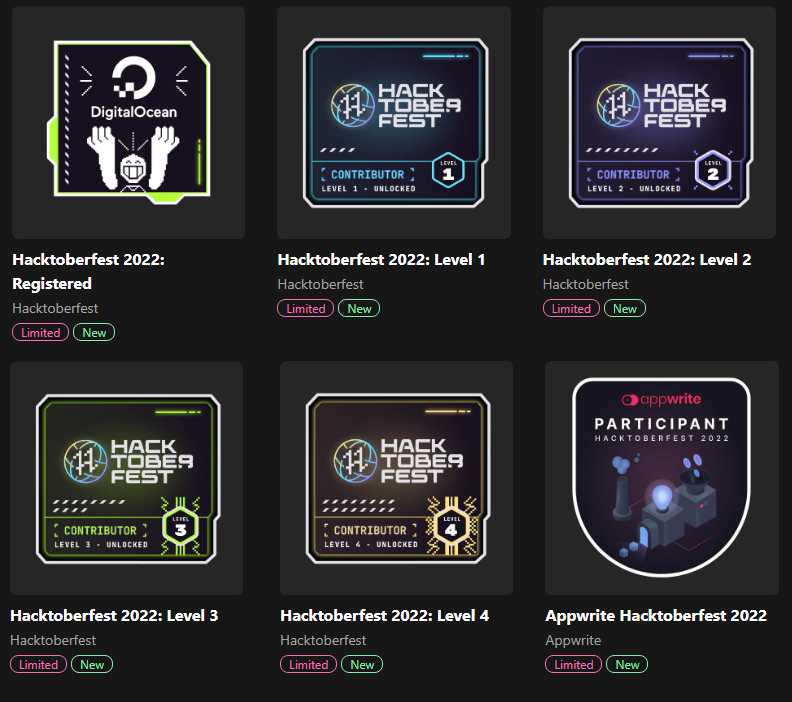 DigitalOcean
Hacktoberfest 2022:
Registered
Hacktoberfest
Limited New
HACK
TOBER
FEST
CONTRIBUTOR
LEVEL 1 - UNLOCKED
LEVEL
1
Hacktoberfest 2022: Level 1
Hacktoberfest
Limited New
HACK
TOBER
FEST
CONTRIBUTOR
LEVEL 2 - UNLOCKED
LEVEL
2
Hacktoberfest 2022: Level 2
Hacktoberfest
Limited New
HACK
TOBER
FEST
CONTRIBUTOR
LEVEL 3 - UNLOCKED
LEVEL
3
Hacktoberfest 2022: Level 3
Hacktoberfest
Limited New
HACK
TOBER
FEST
CONTRIBUTOR
LEVEL 4 - UNLOCKED
LEVEL
4
Hacktoberfest 2022: Level 4
Hacktoberfest
Limited New
appwrite
PARTICIPANT
HACKTOBERFEST 2022
Appwrite Hacktoberfest 2022
Appwrite
Limited New